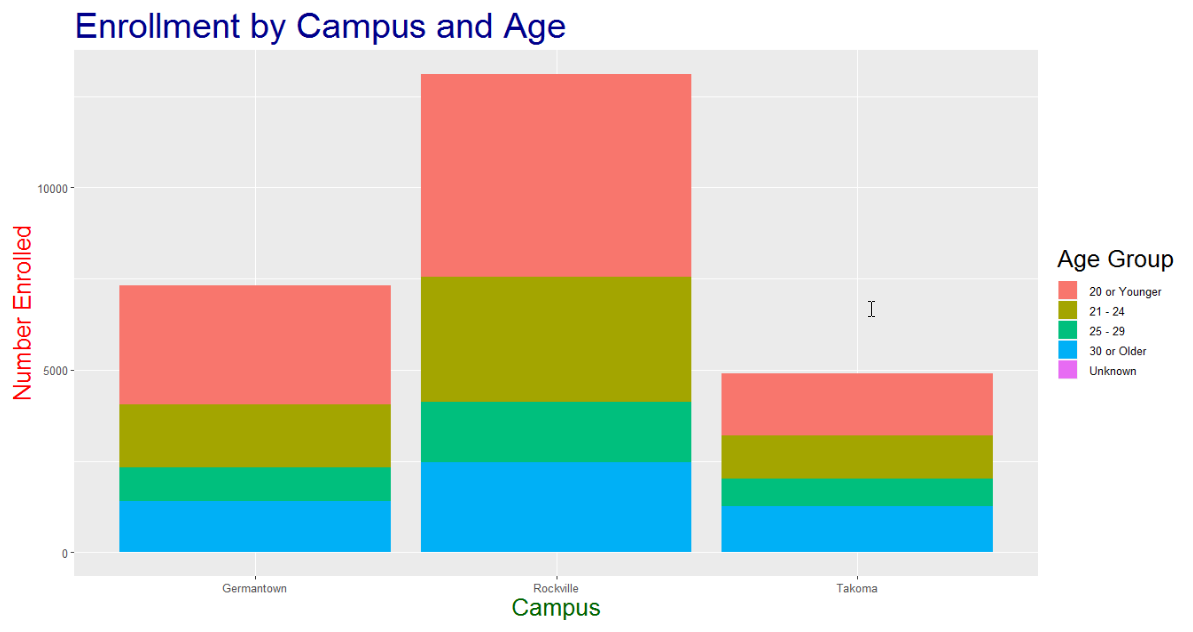 Enrollment by Campus and Age
Number Enrolled
10000
5000
0
Germantown
Rockville
Takoma
Campus
Age Group
20 or Younger
21 - 24
25 - 29
30 or Older
Unknown